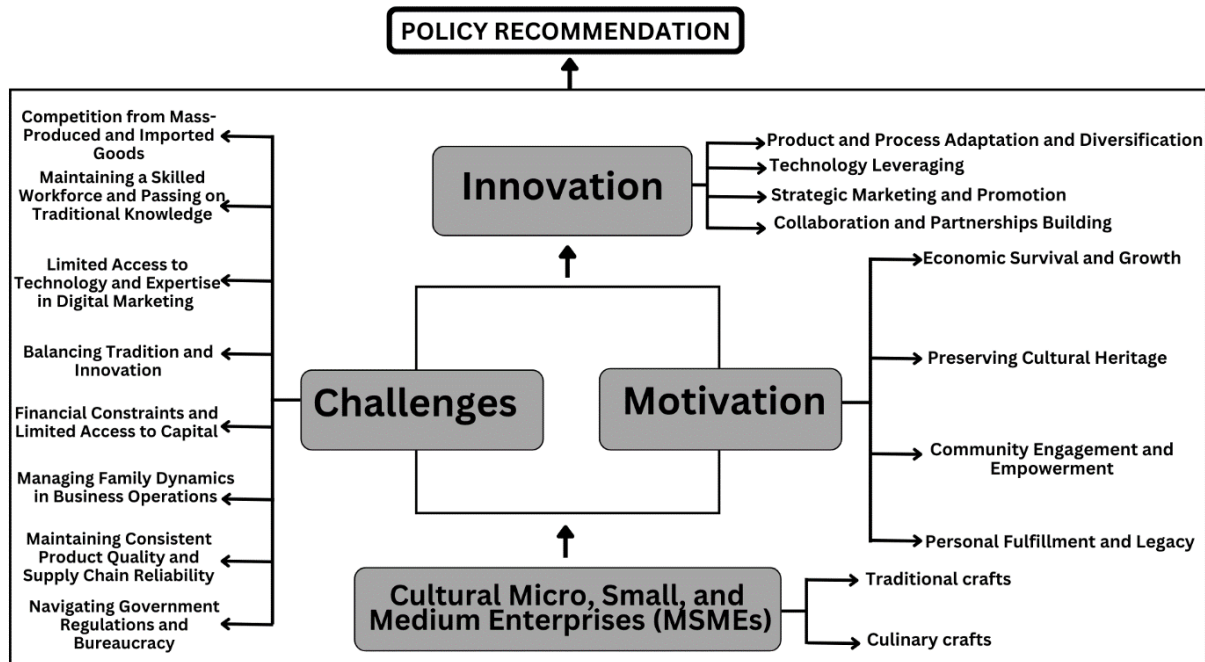 POLICY RECOMMENDATION
Competition from Mass-
Produced and Imported
Goods
Maintaining a Skilled
Workforce and Passing on
Traditional Knowledge
Limited Access to
Technology and Expertise
in Digital Marketing
Balancing Tradition and
Innovation
Financial Constraints and
Limited Access to Capital
Managing Family Dynamics
in Business Operations
Maintaining Consistent
Product Quality and
Supply Chain Reliability
Navigating Government
Regulations and
Bureaucracy
Innovation
Product and Process Adaptation and Diversification
Technology Leveraging
Strategic Marketing and Promotion
Collaboration and Partnerships Building
Challenges
Motivation
Economic Survival and Growth
Preserving Cultural Heritage
Community Engagement and
Empowerment
Personal Fulfillment and Legacy
Cultural Micro, Small, and
Medium Enterprises (MSMEs)
Traditional crafts
Culinary crafts